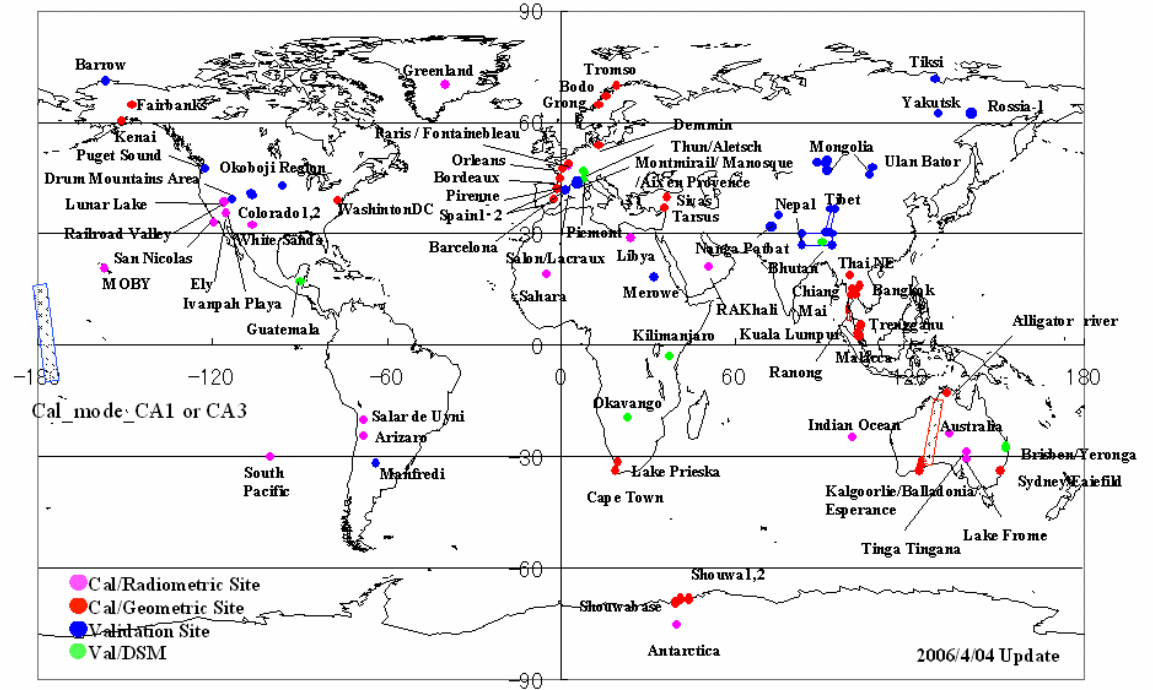 90
Barrow
Greenland
Tromso
Tiksi
Bodo
Fairbanks
Grong
Yakutsk
Rossia-1
60
Kenai
Paris / Fontainebleau
Demmin
Puget Sound
Okoboji Region
Orleans
Thun/Aletsch
Mongolia
Drum Mountains Area
Bordeaux
Montmirail/ Manosque
/Aix en Provence
Ulan Bator
Lunar Lake
Colorado1,2
WashintonDC
Pirenne
Sivas
Nepal
Tibet
Spain1-2
Tarsus
Railroad Valley
White Sands
30
Piemont
Barcelona
Nanga Parbat
San Nicolas
Salon/Lacraux
Libya
Bhutan
Thai NE
MOBY
Ely
Sahara
Merowe
RAKhali
Chiang
Mai
Bangkok
Ivanpah Playa
Guatemala
Kilimanjaro
Kuala Lumpur
Trengganu
Alligator river
0
Malacca
Ranong
-18
-120
-60
0
60
120
180
Cal_mode_CA1 or CA3
Okavango
Salar de Uyni
Indian Ocean
Australia
Arizaro
-30
South
Pacific
Manfredi
Lake Prieska
Brisben/Yeronga
Cape Town
Kalgoorlie/Balladonia/
Esperance
Sydney/Eaiefild
Lake Frome
Tinga Tingana
-60
Shouwa1,2
Cal/Radiometric Site
Cal/Geometric Site
Shouwabase
Validation Site
Val/DSM
Antarctica
2006/4/04 Update
-90